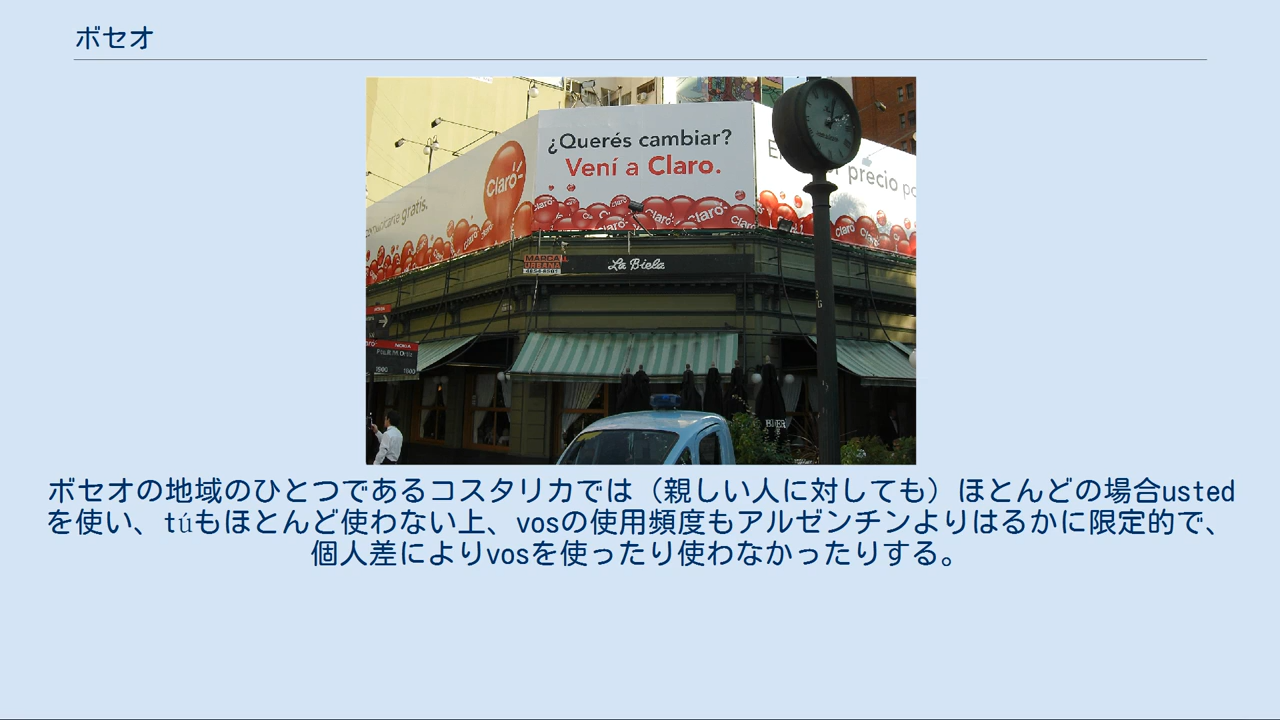 ボセオ
¿Querés cambiar?
Vení a Claro.
Claro
gratis.
precio
MARCA
URBANA
La Biela
NOKIA
1900
1800
ボセオの地域のひとつであるコスタリカでは（親しい人に対しても）ほとんどの場合usted
を使い、túもほとんど使わない上、vosの使用頻度もアルゼンチンよりはるかに限定的で、
個人差によりvosを使ったり使わなかったりする。